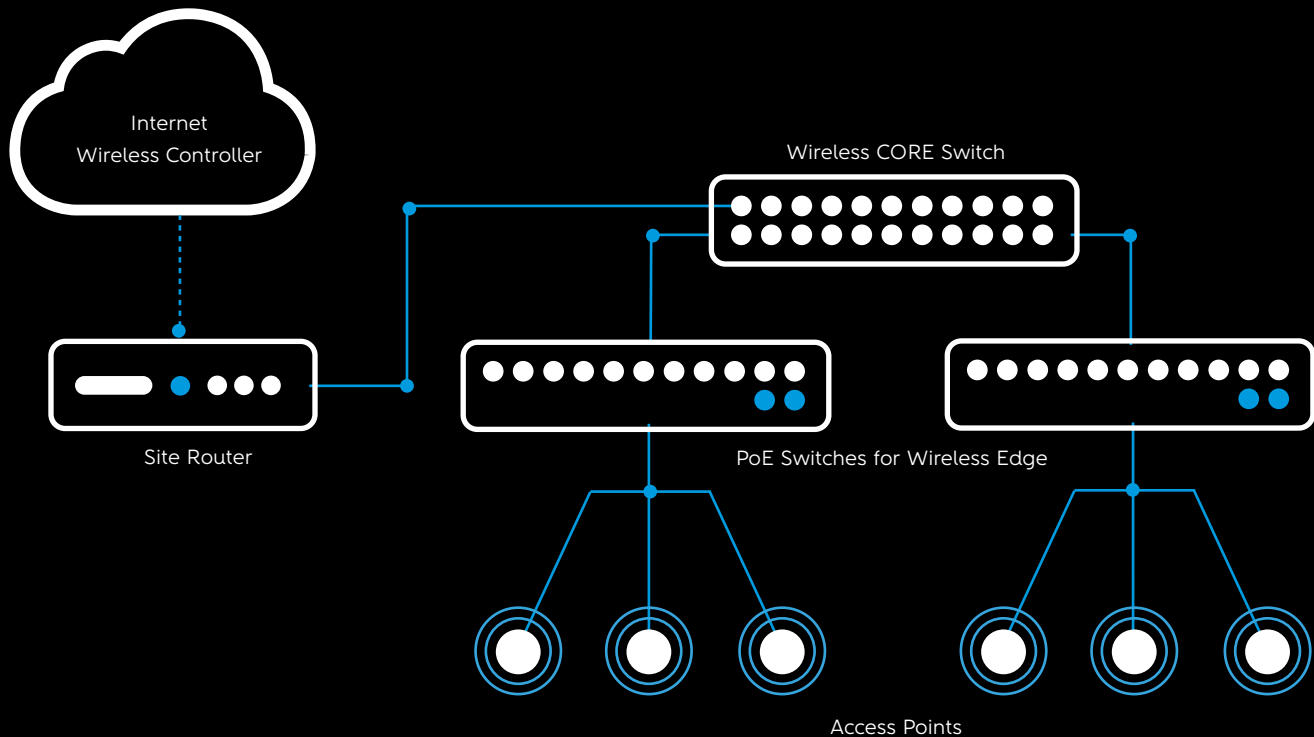 Internet
Wireless Controller
Wireless CORE Switch
Site Router
PoE Switches for Wireless Edge
Access Points